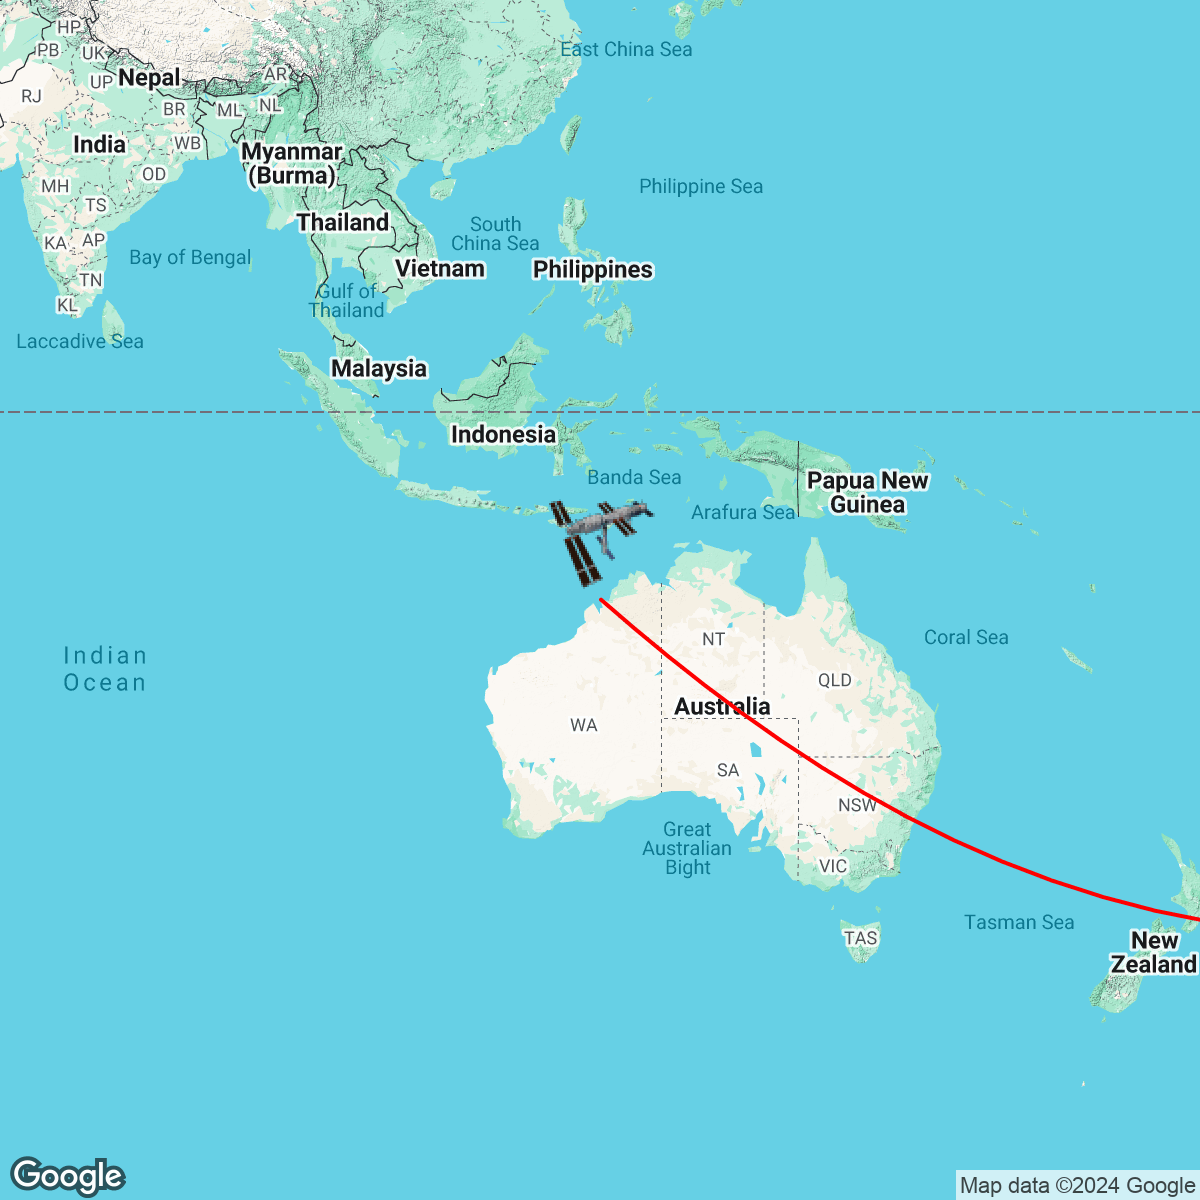 HP
East China Sea
PB
UK
Nepal
AR
UP
RJ
BR
ML
NL
India
WB
Myanmar
(Burma)
OD
MH
Philippine Sea
TS
Thailand
South
China Sea
KA
AP
Bay of Bengal
Vietnam
Philippines
TN
Gulf of
Thailand
KL
Laccadive Sea
Malaysia
Indonesia
Banda Sea
Papua New
Guinea
Arafura Sea
Indian
Ocean
NT
Coral Sea
QLD
Australia
WA
SA
NSW
Great
Australian
Bight
VIC
Tasman Sea
TAS
New
Zealand
Google
Map data ©2024 Google